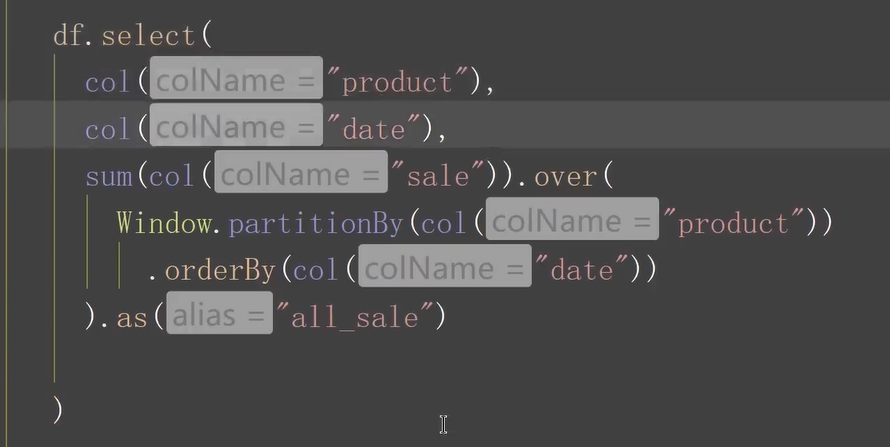 df.select(
col(colName = "product"),
col(colName = "date"),
sum(col(colName = "sale")).over(
Window.partitionBy(col(colName = "product"))
.orderBy(col(colName = "date"))
).as(alias = "all_sale")
)